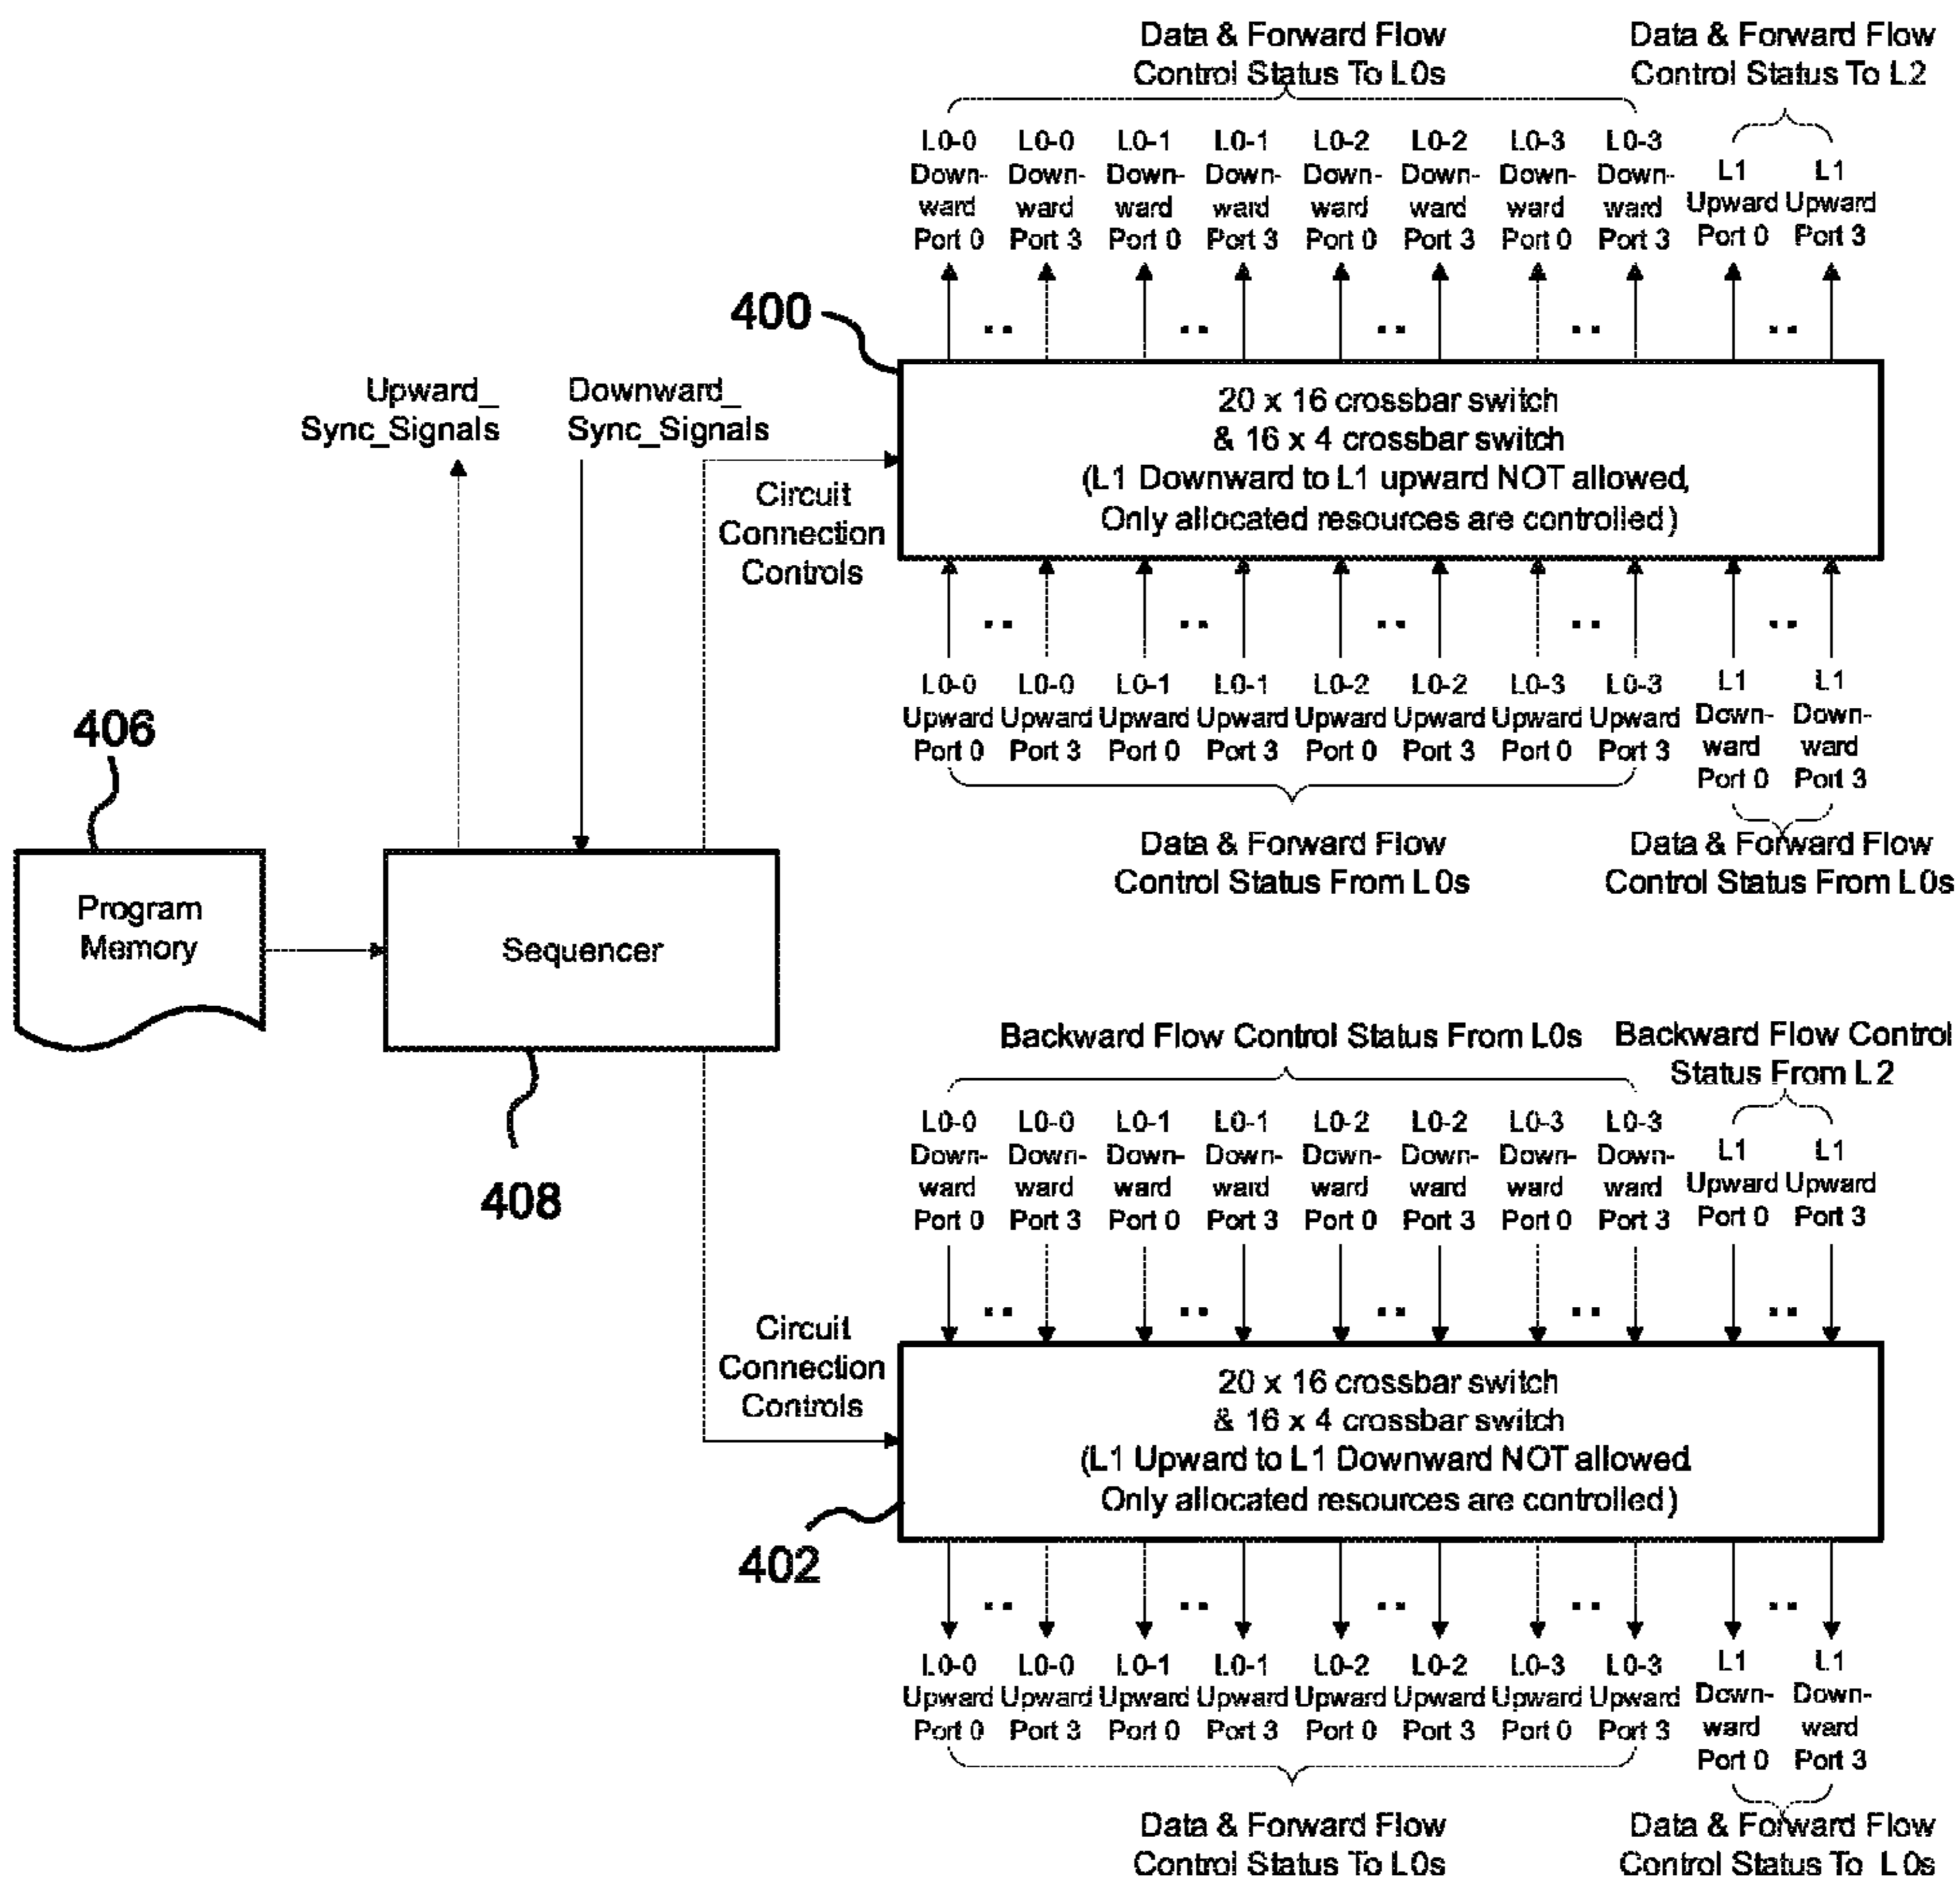 Data & Forward Flow
Control Status To L0s
Data & Forward Flow
Control Status To L2
L0-0 L0-0 L0-1 L0-1 L0-2 L0-2 L0-3 L0-3
Down- Down- Down- Down- Down- Down- Down- Down-
ward ward ward ward ward ward ward ward
Port 0 Port 3 Port 0 Port 3 Port 0 Port 3 Port 0 Port 3
L1 L1
Upward Upward
Port 0 Port 3
400
.. .. .. .. ..
20 x 16 crossbar switch
& 16 x 4 crossbar switch
(L1 Downward to L1 upward NOT allowed,
Only allocated resources are controlled)
Upward_
Sync_Signals
Downward_
Sync_Signals
Circuit
Connection
Controls
.. .. .. .. ..
L0-0 L0-0 L0-1 L0-1 L0-2 L0-2 L0-3 L0-3
Upward Upward Upward Upward Upward Upward Upward Upward
Port 0 Port 3 Port 0 Port 3 Port 0 Port 3 Port 0 Port 3
L1 L1
Down- Down-
ward ward
Port 0 Port 3
Data & Forward Flow
Control Status From L0s
Data & Forward Flow
Control Status From L0s
406
Program
Memory
Sequencer
408
Backward Flow Control Status From L0s
Backward Flow Control
Status From L2
L0-0 L0-0 L0-1 L0-1 L0-2 L0-2 L0-3 L0-3
Down- Down- Down- Down- Down- Down- Down- Down-
ward ward ward ward ward ward ward ward
Port 0 Port 3 Port 0 Port 3 Port 0 Port 3 Port 0 Port 3
L1 L1
Upward Upward
Port 0 Port 3
.. .. .. .. ..
Circuit
Connection
Controls
20 x 16 crossbar switch
& 16 x 4 crossbar switch
(L1 Upward to L1 Downward NOT allowed
Only allocated resources are controlled)
402
.. .. .. .. ..
L0-0 L0-0 L0-1 L0-1 L0-2 L0-2 L0-3 L0-3
Upward Upward Upward Upward Upward Upward Upward Upward
Port 0 Port 3 Port 0 Port 3 Port 0 Port 3 Port 0 Port 3
L1 L1
Down- Down-
ward ward
Port 0 Port 3
Data & Forward Flow
Control Status To L0s
Data & Forward Flow
Control Status To L0s